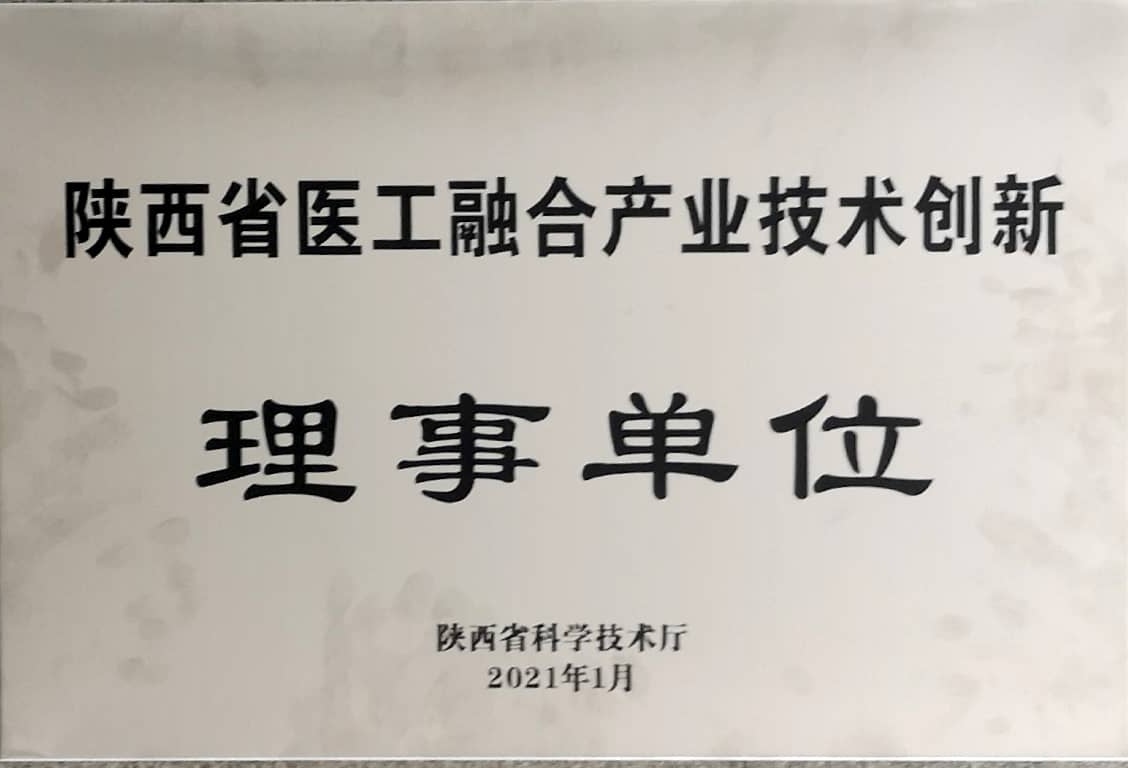 陕西省医工融合产业技术创新
理事单位
陕西省科学技术厅
2021年1月